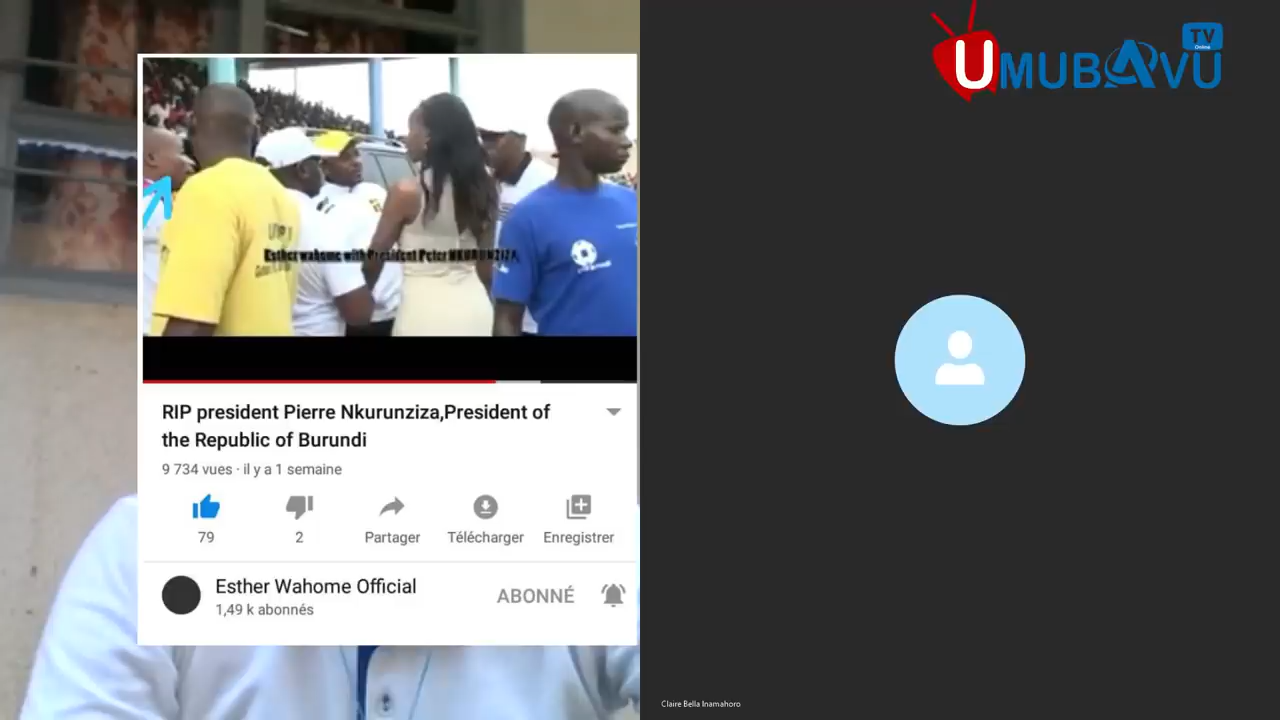 UMUBAVU
TV
Online
Esther wahome with President Peter NKURUNZIZA
RIP president Pierre Nkurunziza,President of
the Republic of Burundi
9 734 vues · il y a 1 semaine
79
2
Partager
Télécharger
Enregistrer
Esther Wahome Official
1,49 k abonnés
ABONNÉ
Claire Bella Inamahoro